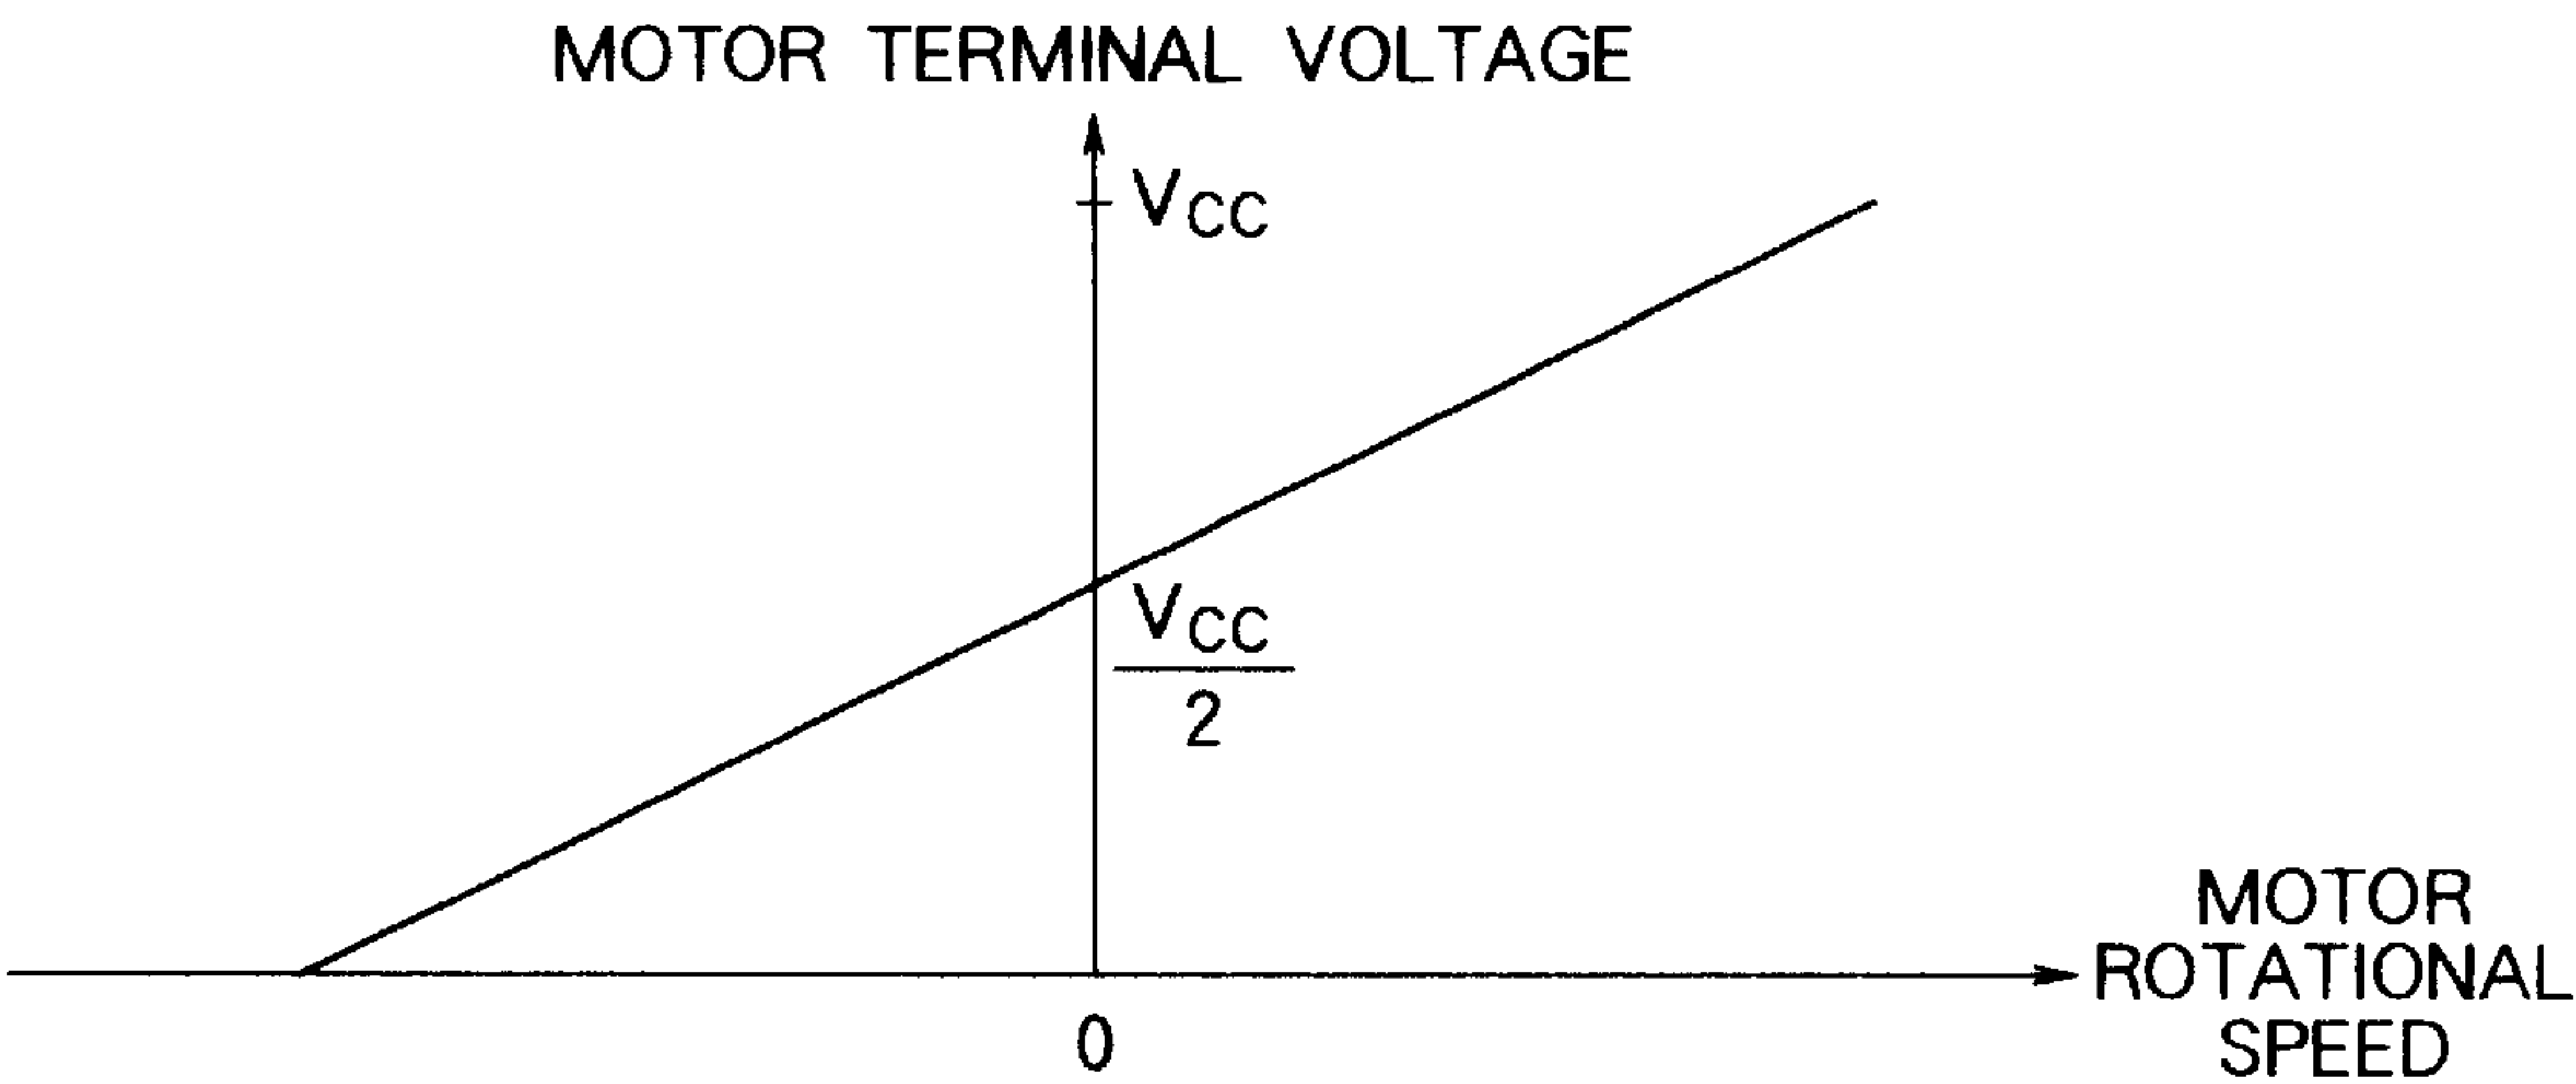 MOTOR TERMINAL VOLTAGE
VCC
VCC
2
0
MOTOR
ROTATIONAL
SPEED